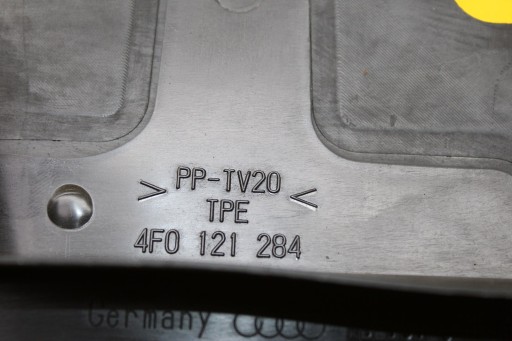 > PP-TV20 <
TPE
4F0 121 284
Germany